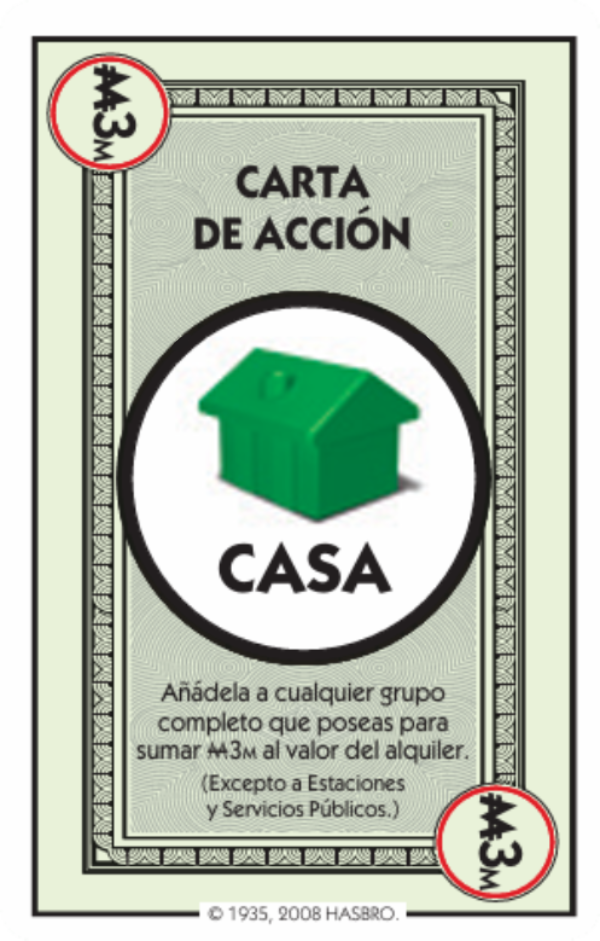 ₩3M
CARTA
DE ACCIÓN
CASA
Añádela a cualquier grupo
completo que poseas para
sumar ₩3M al valor del alquiler.
(Excepto a Estaciones
y Servicios Públicos.)
₩3M
© 1935, 2008 HASBRO.